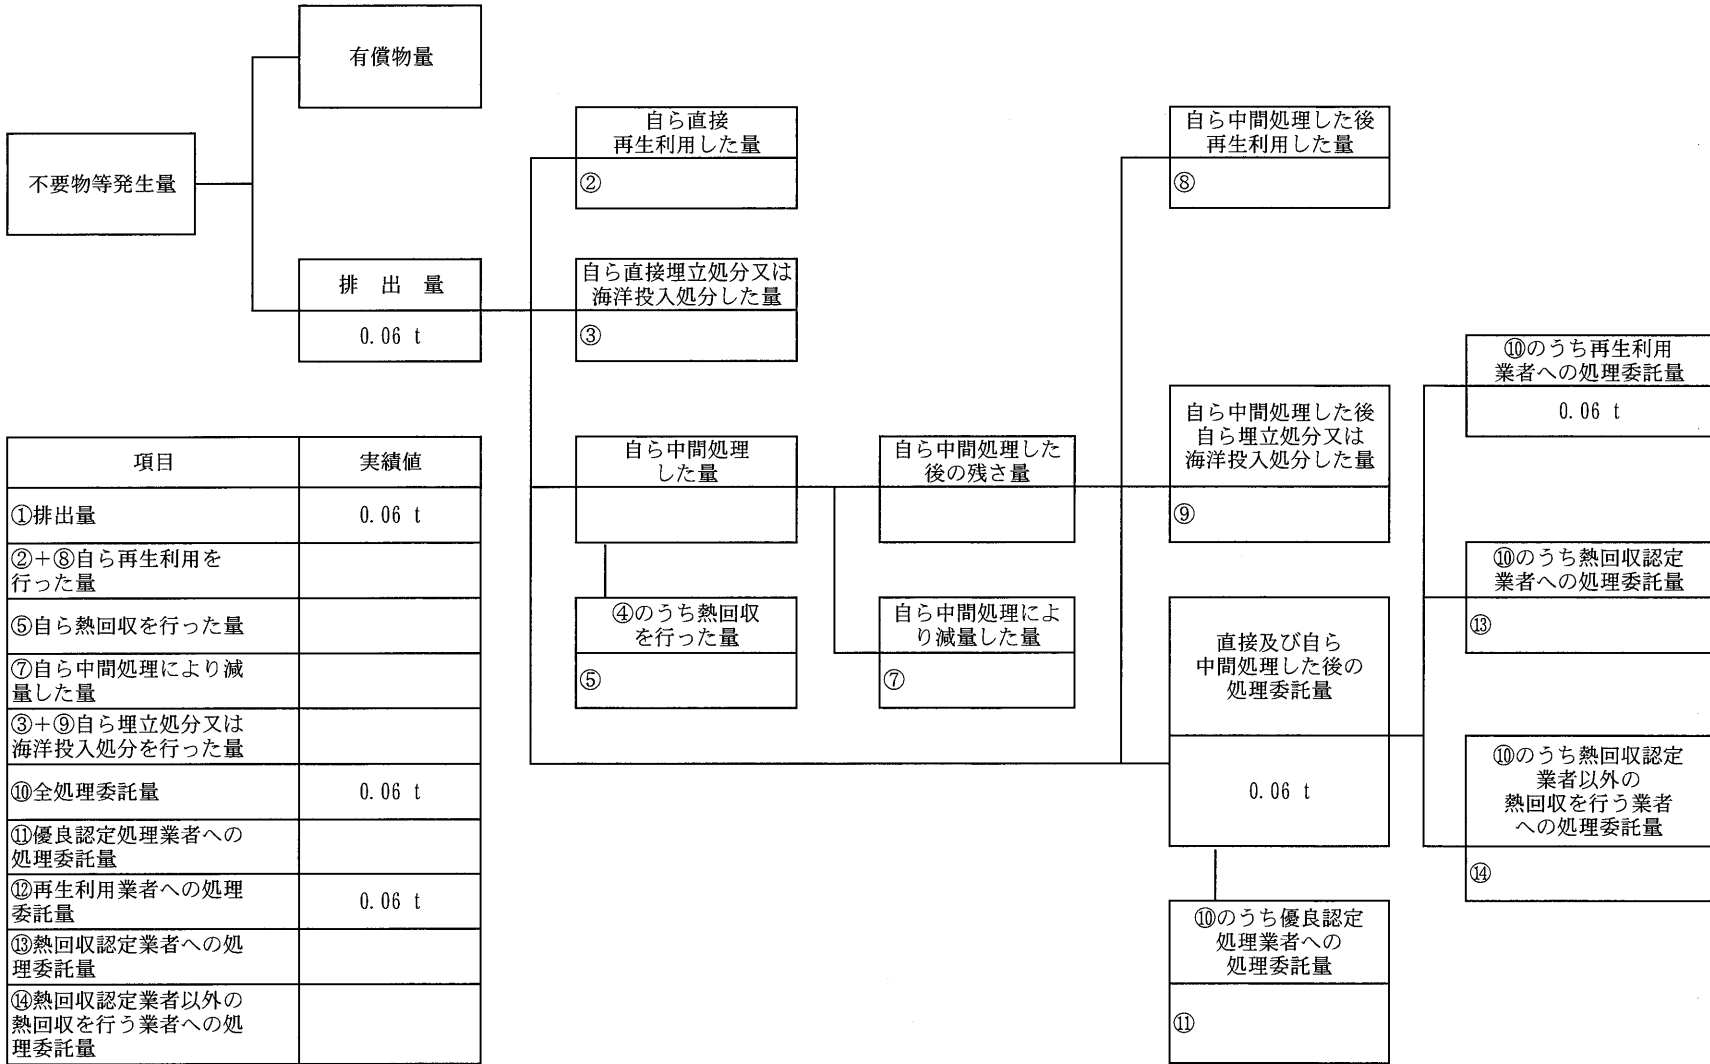 有償物量
不要物等発生量
排 出 量
0.06 t
自ら直接
再生利用した量
②
自ら直接埋立処分又は
海洋投入処分した量
③
自ら中間処理
した量
④のうち熱回収
を行った量
⑤
自ら中間処理した
後の残さ量
自ら中間処理によ
り減量した量
⑦
自ら中間処理した後
再生利用した量
⑧
自ら中間処理した後
自ら埋立処分又は
海洋投入処分した量
⑨
直接及び自ら
中間処理した後の
処理委託量
0.06 t
⑩のうち優良認定
処理業者への
処理委託量
⑪
⑩のうち再生利用
業者への処理委託量
0.06 t
⑩のうち熱回収認定
業者への処理委託量
⑬
⑩のうち熱回収認定
業者以外の
熱回収を行う業者
への処理委託量
⑭
項目 実績値
①排出量 0.06 t
②+⑧自ら再生利用を
行った量
⑤自ら熱回収を行った量
⑦自ら中間処理により減
量した量
③+⑨自ら埋立処分又は
海洋投入処分を行った量
⑩全処理委託量 0.06 t
⑪優良認定処理業者への
処理委託量
⑫再生利用業者への処理
委託量 0.06 t
⑬熱回収認定業者への処
理委託量
⑭熱回収認定業者以外の
熱回収を行う業者への処
理委託量